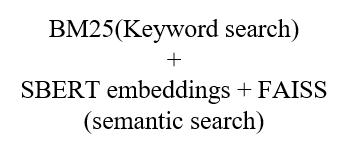 BM25(Keyword search)
+
SBERT embeddings + FAISS
(semantic search)